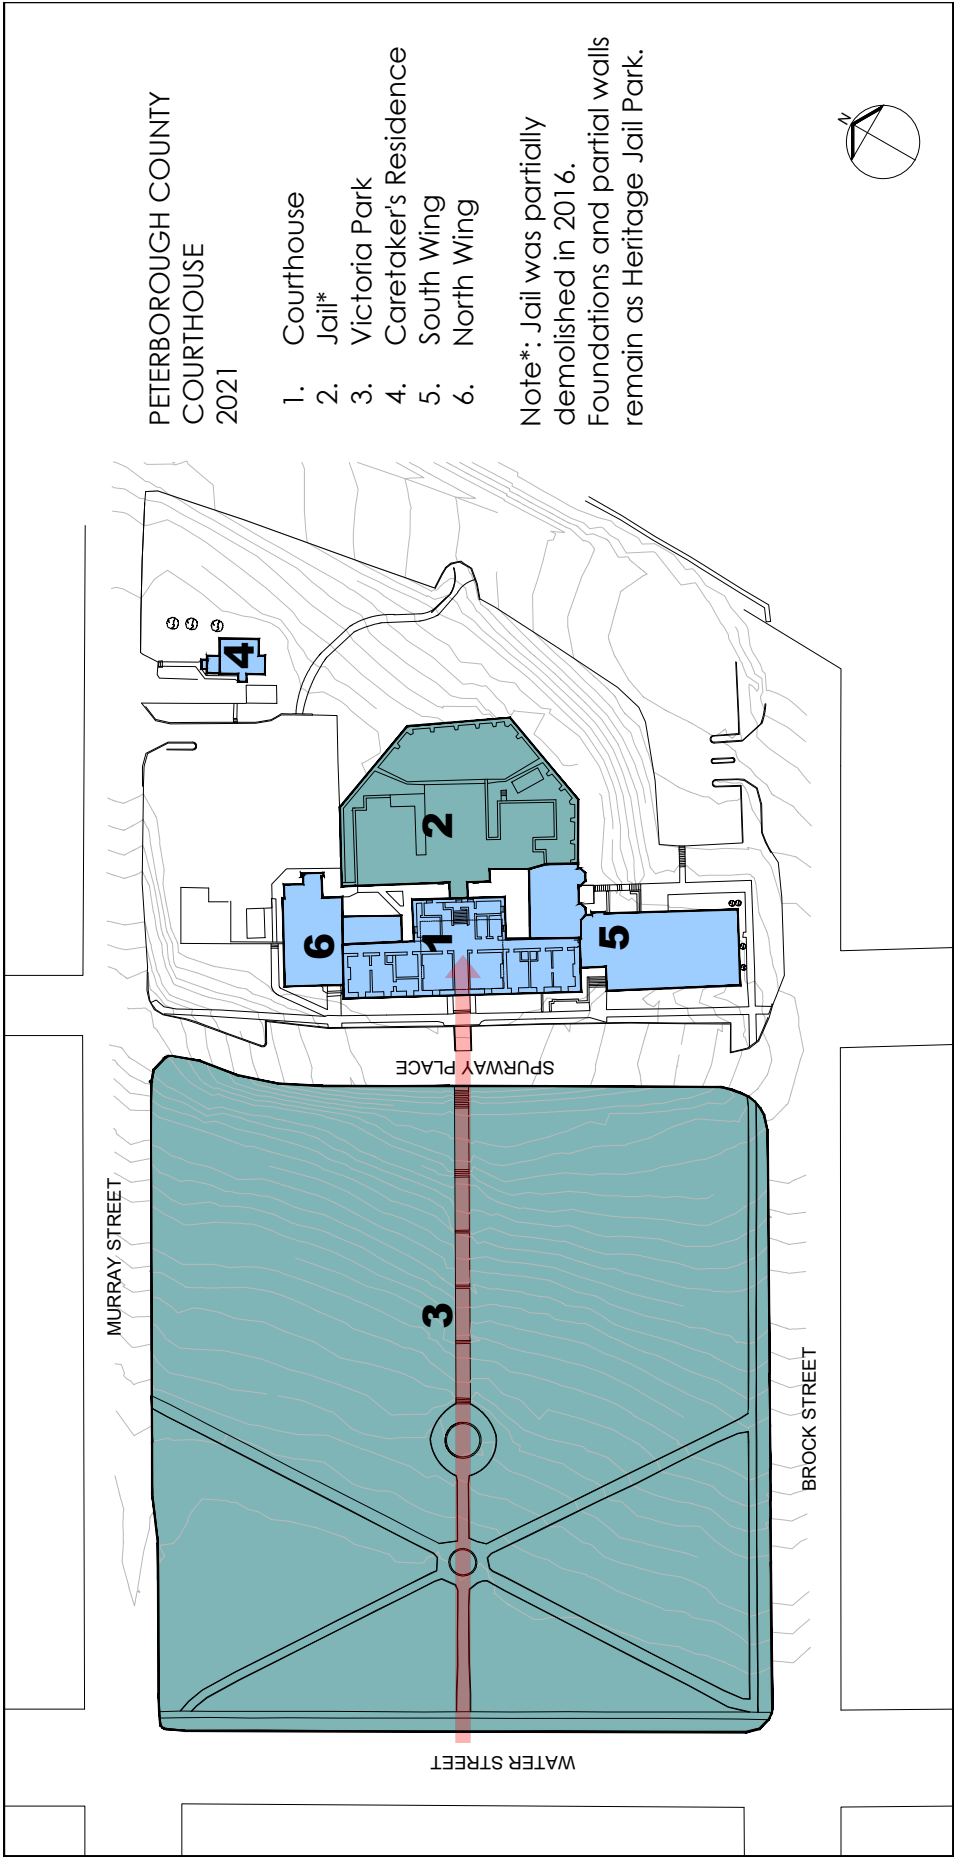 PETERBOROUGH COUNTY
COURTHOUSE
2021
1. Courthouse
2. Jail*
3. Victoria Park
4. Caretaker's Residence
5. South Wing
6. North Wing
Note*: Jail was partially
demolished in 2016.
Foundations and partial walls
remain as Heritage Jail Park.
N
4
2
6
1
5
SPURWAY PLACE
MURRAY STREET
3
BROCK STREET
WATER STREET